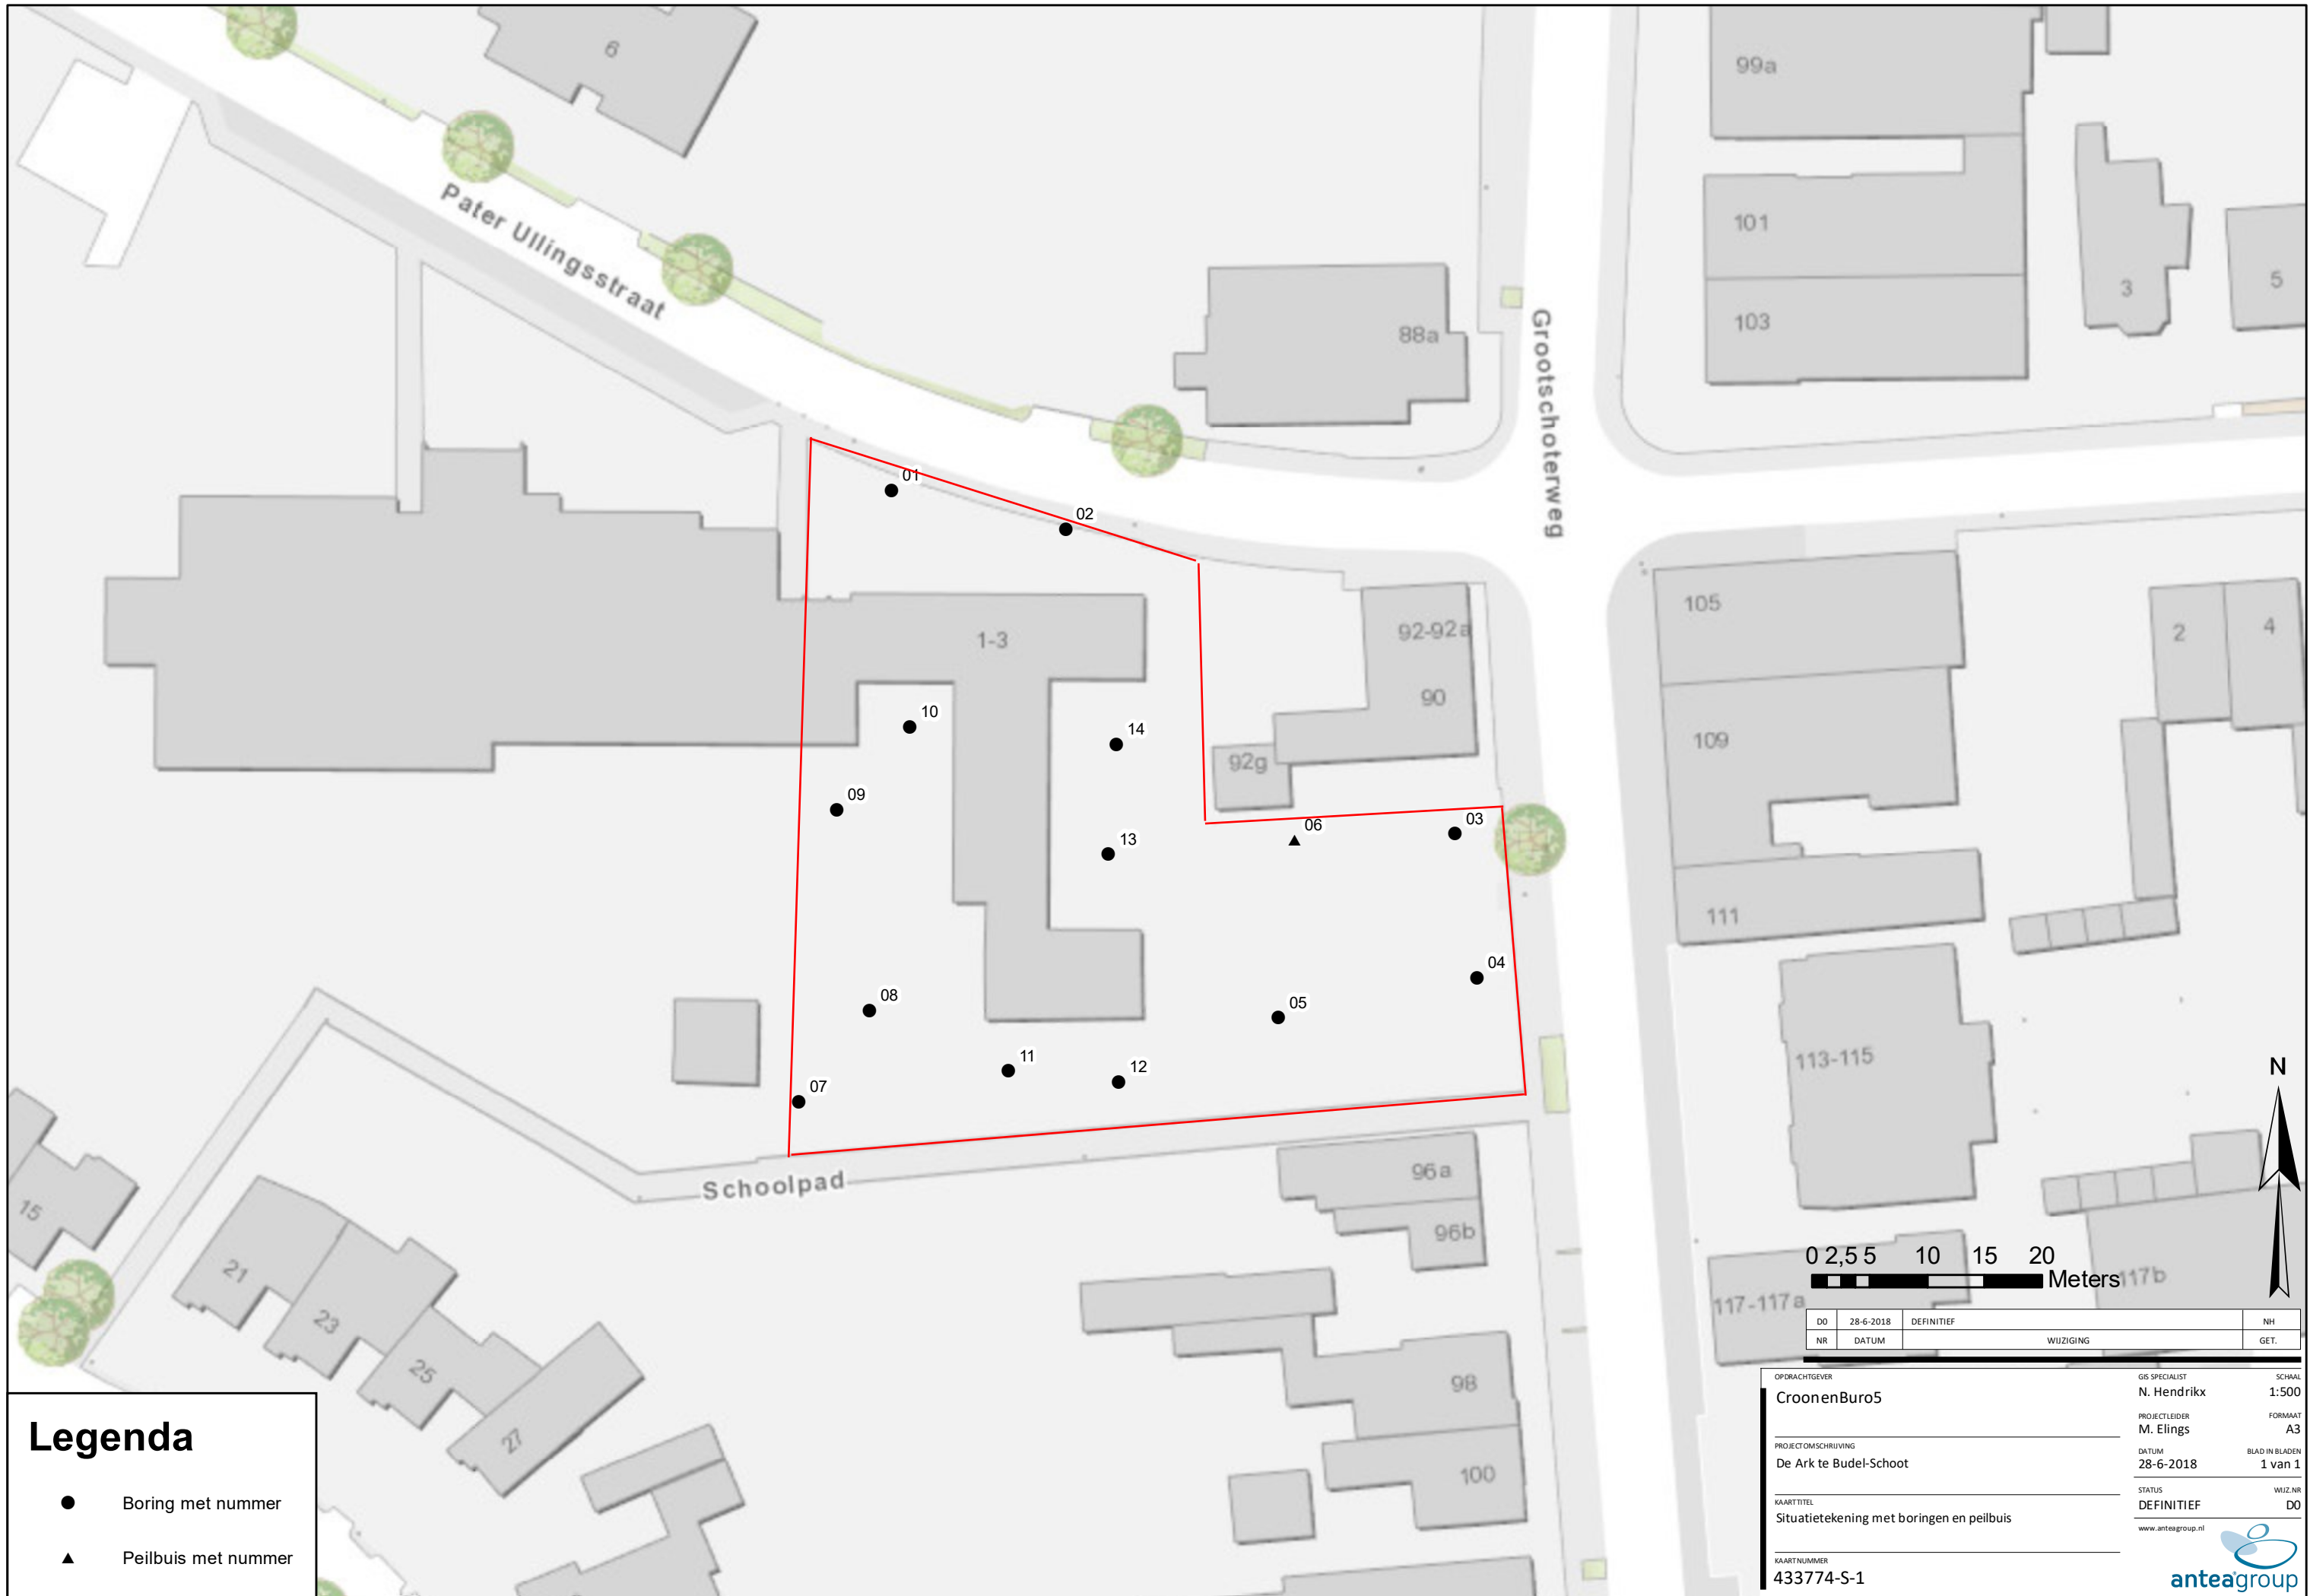 6
99a
Pater Ullingsstraat
101
3
5
103
88a
Grootschoterweg
01
02
105
2
4
1-3
92-92a
90
10
14
92g
109
09
13
06
03
111
04
08
05
113-115
11
12
07
N
Schoolpad
96a
96b
15
21
23
25
27
98
100
117-117a
117b
0 2,5 5 10 15 20
Meters
D0 28-6-2018 DEFINITIEF NH
NR DATUM WIJZIGING GET.
OPDRACHTGEVER
CroonenBuro5
GIS SPECIALIST SCHAAL
N. Hendrikx 1:500
PROJECTLEIDER FORMAAT
M. Elings A3
PROJECTOMSCHRIJVING
De Ark te Budel-Schoot
DATUM BLAD IN BLADEN
28-6-2018 1 van 1
STATUS WIJZ.NR
DEFINITIEF D0
KAARTTITEL
Situatietekening met boringen en peilbuis
www.anteagroup.nl
KAARTNUMMER
433774-S-1
anteagroup
Legenda
Boring met nummer
Peilbuis met nummer